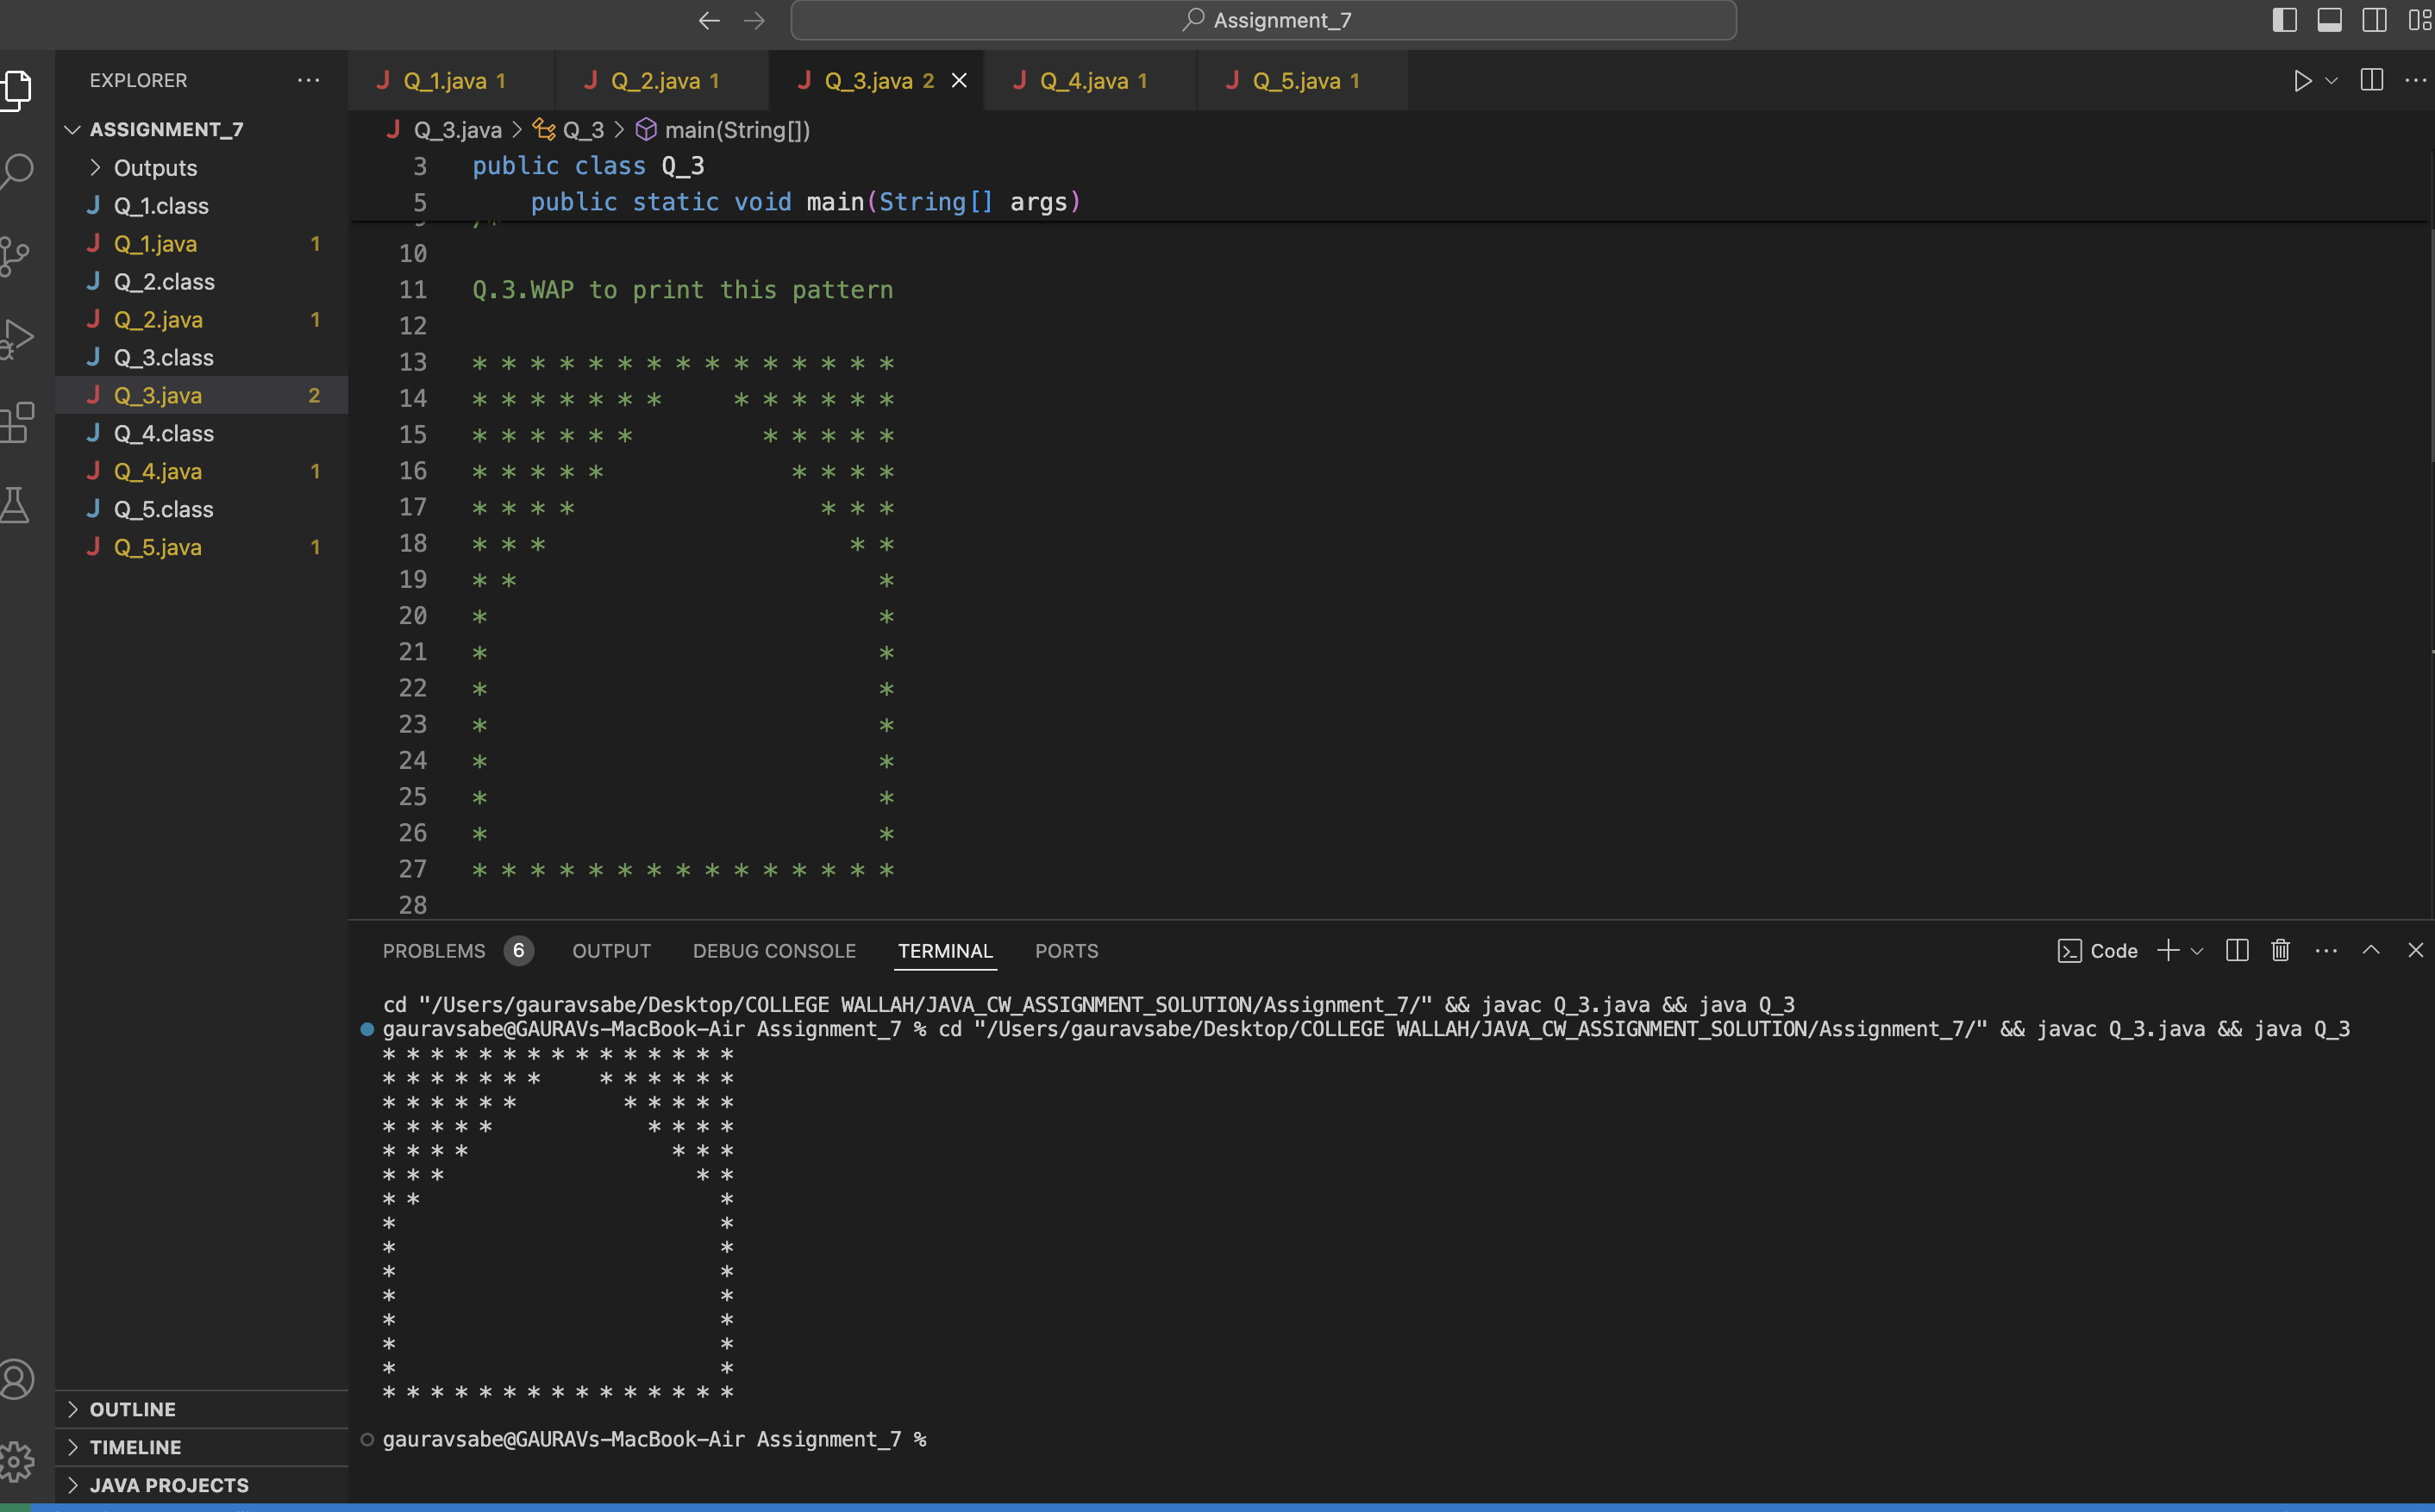 Assignment_7
EXPLORER
ASSIGNMENT_7
Outputs
Q_1.class
Q_1.java 1
Q_2.class
Q_2.java 1
Q_3.class
Q_3.java 2
Q_4.class
Q_4.java 1
Q_5.class
Q_5.java 1
OUTLINE
TIMELINE
JAVA PROJECTS
Q_1.java 1 Q_2.java 1 Q_3.java 2 Q_4.java 1 Q_5.java 1
Q_3.java > Q_3 > main(String[])
3 public class Q_3
5 public static void main(String[] args)
10
11 Q.3.WAP to print this pattern
12
13 * * * * * * * * * * * * * * *
14 * * * * * * *     * * * * * *
15 * * * * * *         * * * * *
16 * * * * *             * * * *
17 * * * *                 * * *
18 * * *                     * *
19 * *                         *
20 *                           *
21 *                           *
22 *                           *
23 *                           *
24 *                           *
25 *                           *
26 *                           *
27 * * * * * * * * * * * * * * *
28
PROBLEMS 6 OUTPUT DEBUG CONSOLE TERMINAL PORTS Code
cd "/Users/gauravsabe/Desktop/COLLEGE WALLAH/JAVA_CW_ASSIGNMENT_SOLUTION/Assignment_7/" && javac Q_3.java && java Q_3
gauravsabe@GAURAVs-MacBook-Air Assignment_7 % cd "/Users/gauravsabe/Desktop/COLLEGE WALLAH/JAVA_CW_ASSIGNMENT_SOLUTION/Assignment_7/" && javac Q_3.java && java Q_3
* * * * * * * * * * * * * * *
* * * * * * *     * * * * * *
* * * * * *         * * * * *
* * * * *             * * * *
* * * *                 * * *
* * *                     * *
* *                         *
*                           *
*                           *
*                           *
*                           *
*                           *
*                           *
*                           *
* * * * * * * * * * * * * * *
gauravsabe@GAURAVs-MacBook-Air Assignment_7 %